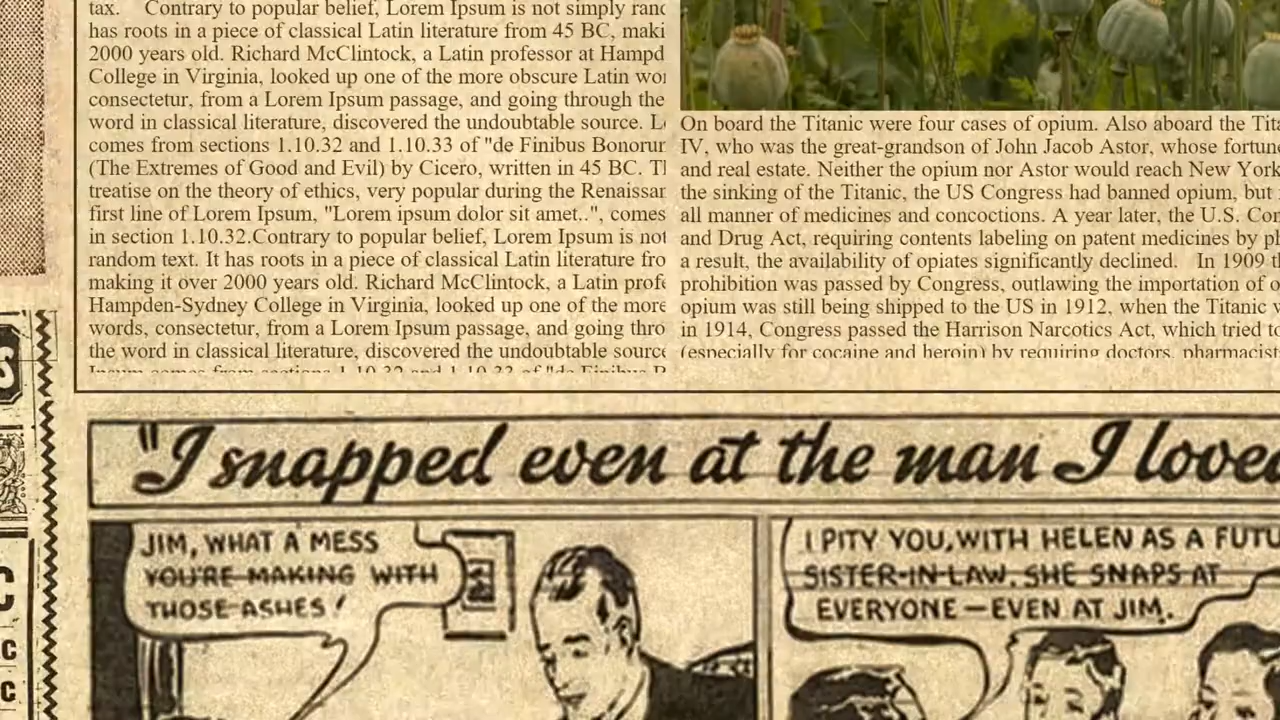 tax. Contrary to popular belief, Lorem Ipsum is not simply
has roots in a piece of classical Latin literature from 45 BC,
2000 years old. Richard McClintock, a Latin professor at
College in Virginia, looked up one of the more obscure Latin
consectetur, from a Lorem Ipsum passage, and going through the
word in classical literature, discovered the undoubtable source.
comes from sections 1.10.32 and 1.10.33 of "de Finibus
(The Extremes of Good and Evil) by Cicero, written in 45 BC.
treatise on the theory of ethics, very popular during the
first line of Lorem Ipsum, "Lorem ipsum dolor sit amet..", comes
in section 1.10.32.Contrary to popular belief, Lorem Ipsum is not
random text. It has roots in a piece of classical Latin literature
making it over 2000 years old. Richard McClintock, a Latin
Hampden-Sydney College in Virginia, looked up one of the more
words, consectetur, from a Lorem Ipsum passage, and going
the word in classical literature, discovered the undoubtable
On board the Titanic were four cases of opium. Also aboard the
IV, who was the great-grandson of John Jacob Astor, whose
and real estate. Neither the opium nor Astor would reach New York
the sinking of the Titanic, the US Congress had banned opium, but
all manner of medicines and concoctions. A year later, the U.S.
and Drug Act, requiring contents labeling on patent medicines by
a result, the availability of opiates significantly declined. In 1909
prohibition was passed by Congress, outlawing the importation of
opium was still being shipped to the US in 1912, when the Titanic
in 1914, Congress passed the Harrison Narcotics Act, which tried to
(especially for cocaine and heroin) by requiring doctors, pharmacist
"I snapped even at the man I loved
JIM, WHAT A MESS
YOU'RE MAKING WITH
THOSE ASHES!
I PITY YOU, WITH HELEN AS A
SISTER-IN-LAW. SHE SNAPS AT
EVERYONE — EVEN AT JIM.